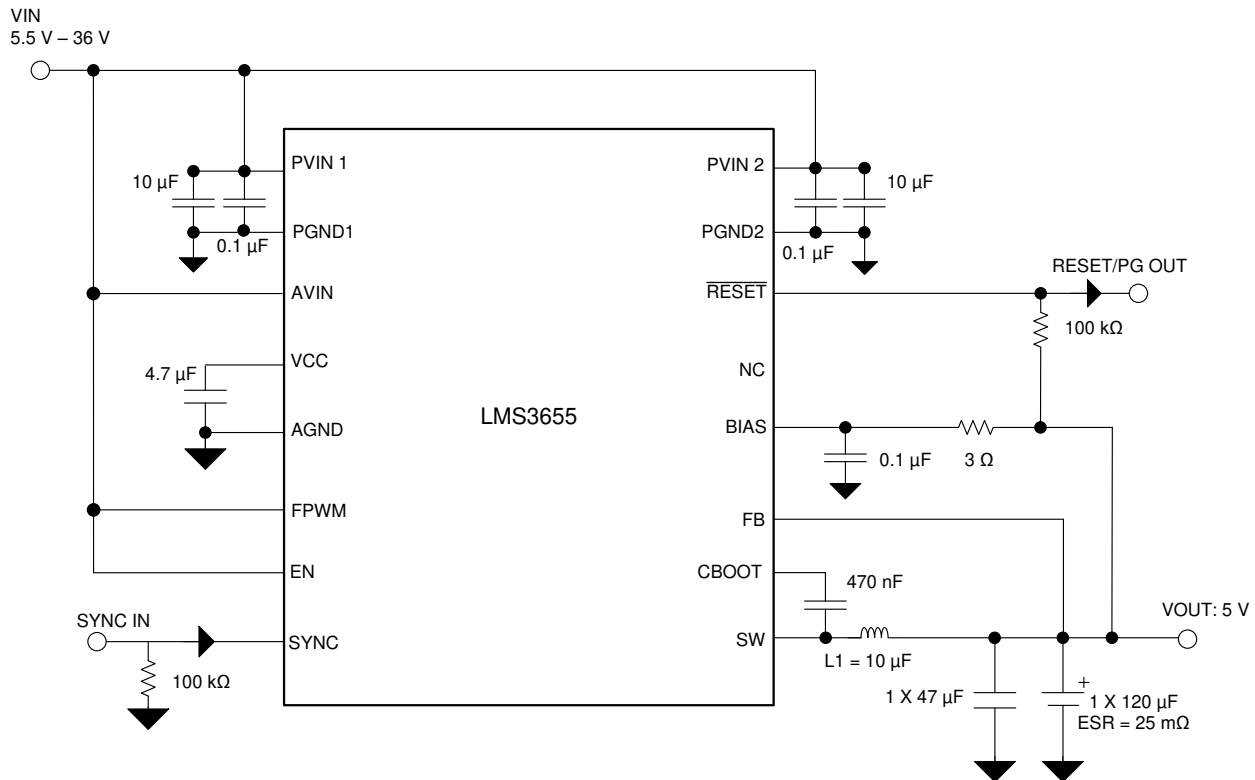 VIN
5.5 V – 36 V
PVIN 1
10 µF
0.1 µF
PGND1
AVIN
VCC
4.7 µF
AGND
FPWM
EN
SYNC IN
SYNC
100 kΩ
LMS3655
PVIN 2
10 µF
PGND2
0.1 µF
RESET
RESET/PG OUT
100 kΩ
NC
BIAS
0.1 µF
3 Ω
FB
CBOOT
470 nF
VOUT: 5 V
SW
L1 = 10 µF
1 X 47 µF
+
1 X 120 µF
ESR = 25 mΩ